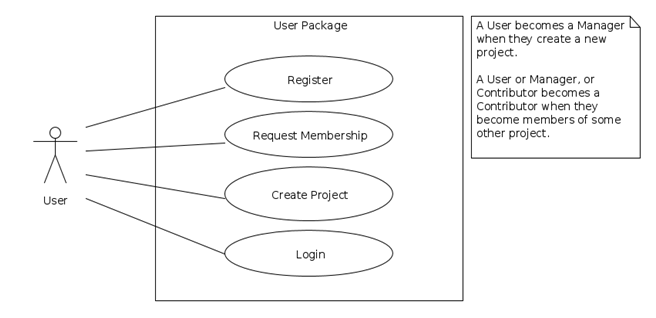 User Package
Register
Request Membership
Create Project
Login
User
A User becomes a Manager
when they create a new
project.
A User or Manager, or
Contributor becomes a
Contributor when they
become members of some
other project.